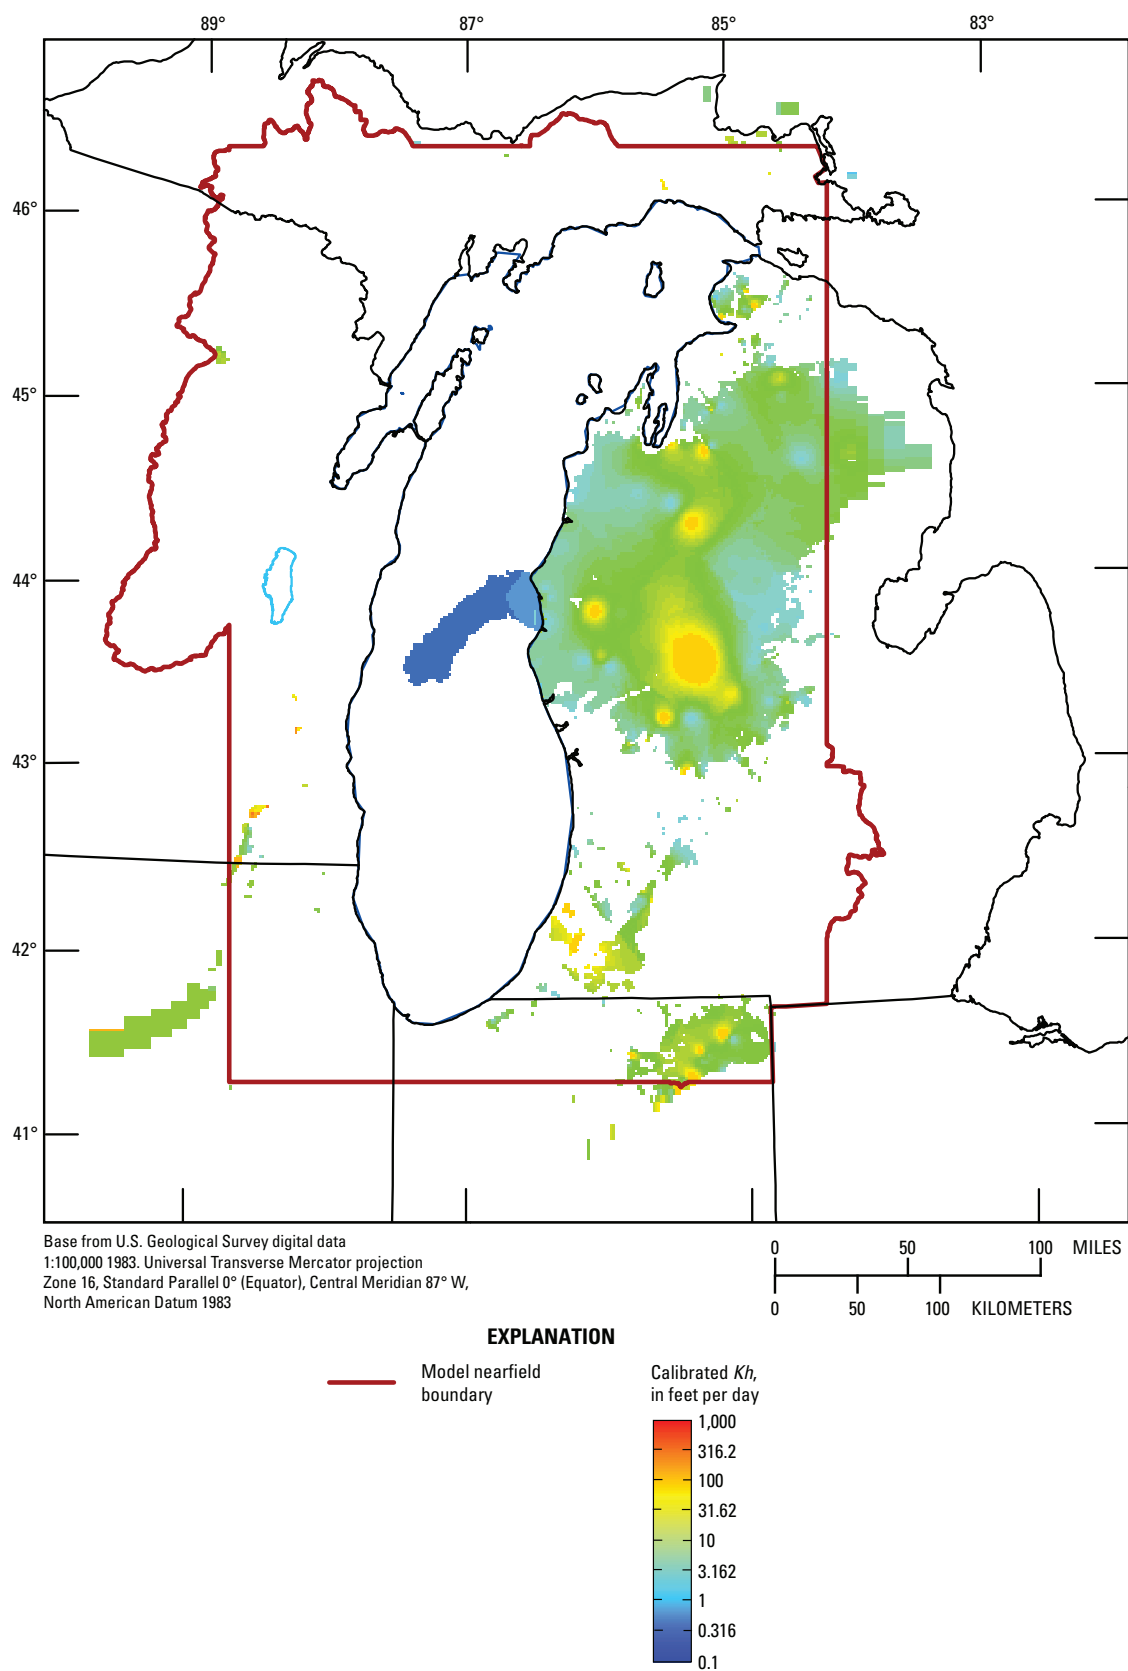 89°
87°
85°
83°
46°
45°
44°
43°
42°
41°
Base from U.S. Geological Survey digital data
1:100,000 1983. Universal Transverse Mercator projection
Zone 16, Standard Parallel 0° (Equator), Central Meridian 87° W,
North American Datum 1983
0 50 100 MILES
0 50 100 KILOMETERS
EXPLANATION
Model nearfield
boundary
Calibrated Kh,
in feet per day
1,000
316.2
100
31.62
10
3.162
1
0.316
0.1